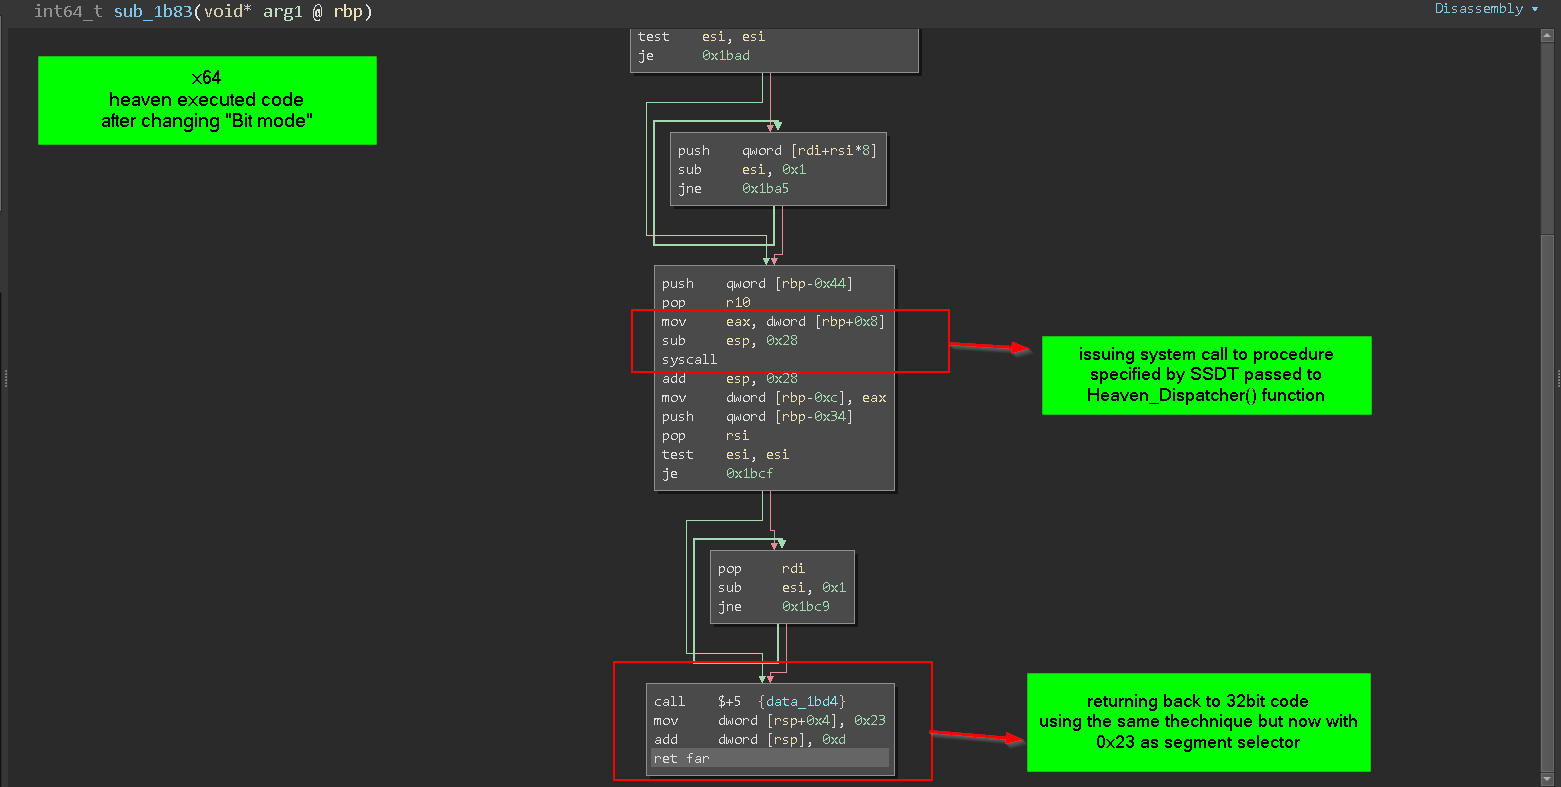 int64_t sub_1b83(void* arg1 @ rbp)
Disassembly ▾
x64
heaven executed code
after changing "Bit mode"
test esi, esi
je 0x1bad
push qword [rdi+rsi*8]
sub esi, 0x1
jne 0x1ba5
push qword [rbp-0x44]
pop r10
mov eax, dword [rbp+0x8]
sub esp, 0x28
syscall
add esp, 0x28
mov dword [rbp-0xc], eax
push qword [rbp-0x34]
pop rsi
test esi, esi
je 0x1bcf
issuing system call to procedure
specified by SSDT passed to
Heaven_Dispatcher() function
pop rdi
sub esi, 0x1
jne 0x1bc9
call $+5 {data_1bd4}
mov dword [rsp+0x4], 0x23
add dword [rsp], 0xd
ret far
returning back to 32bit code
using the same thechnique but now with
0x23 as segment selector